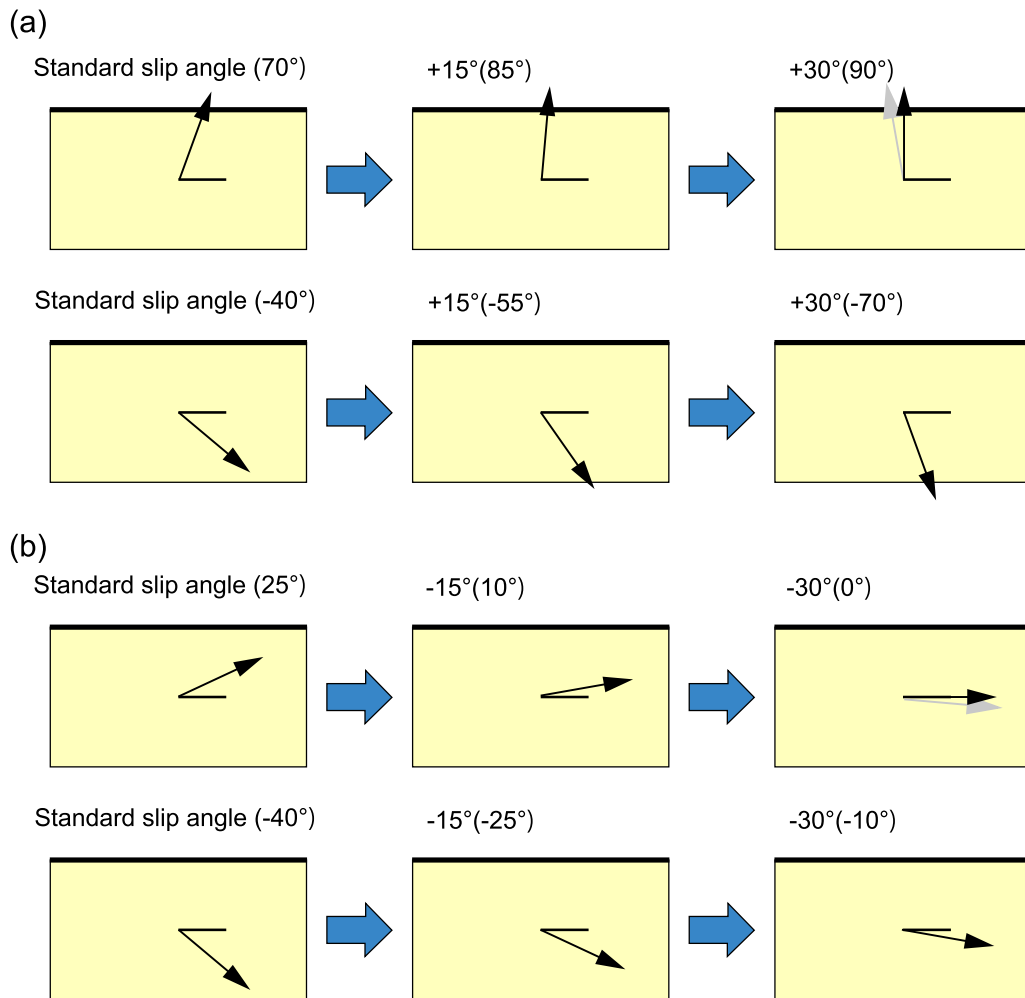 (a)
Standard slip angle (70°)
+15°(85°)
+30°(90°)
Standard slip angle (-40°)
+15°(-55°)
+30°(-70°)
(b)
Standard slip angle (25°)
-15°(10°)
-30°(0°)
Standard slip angle (-40°)
-15°(-25°)
-30°(-10°)